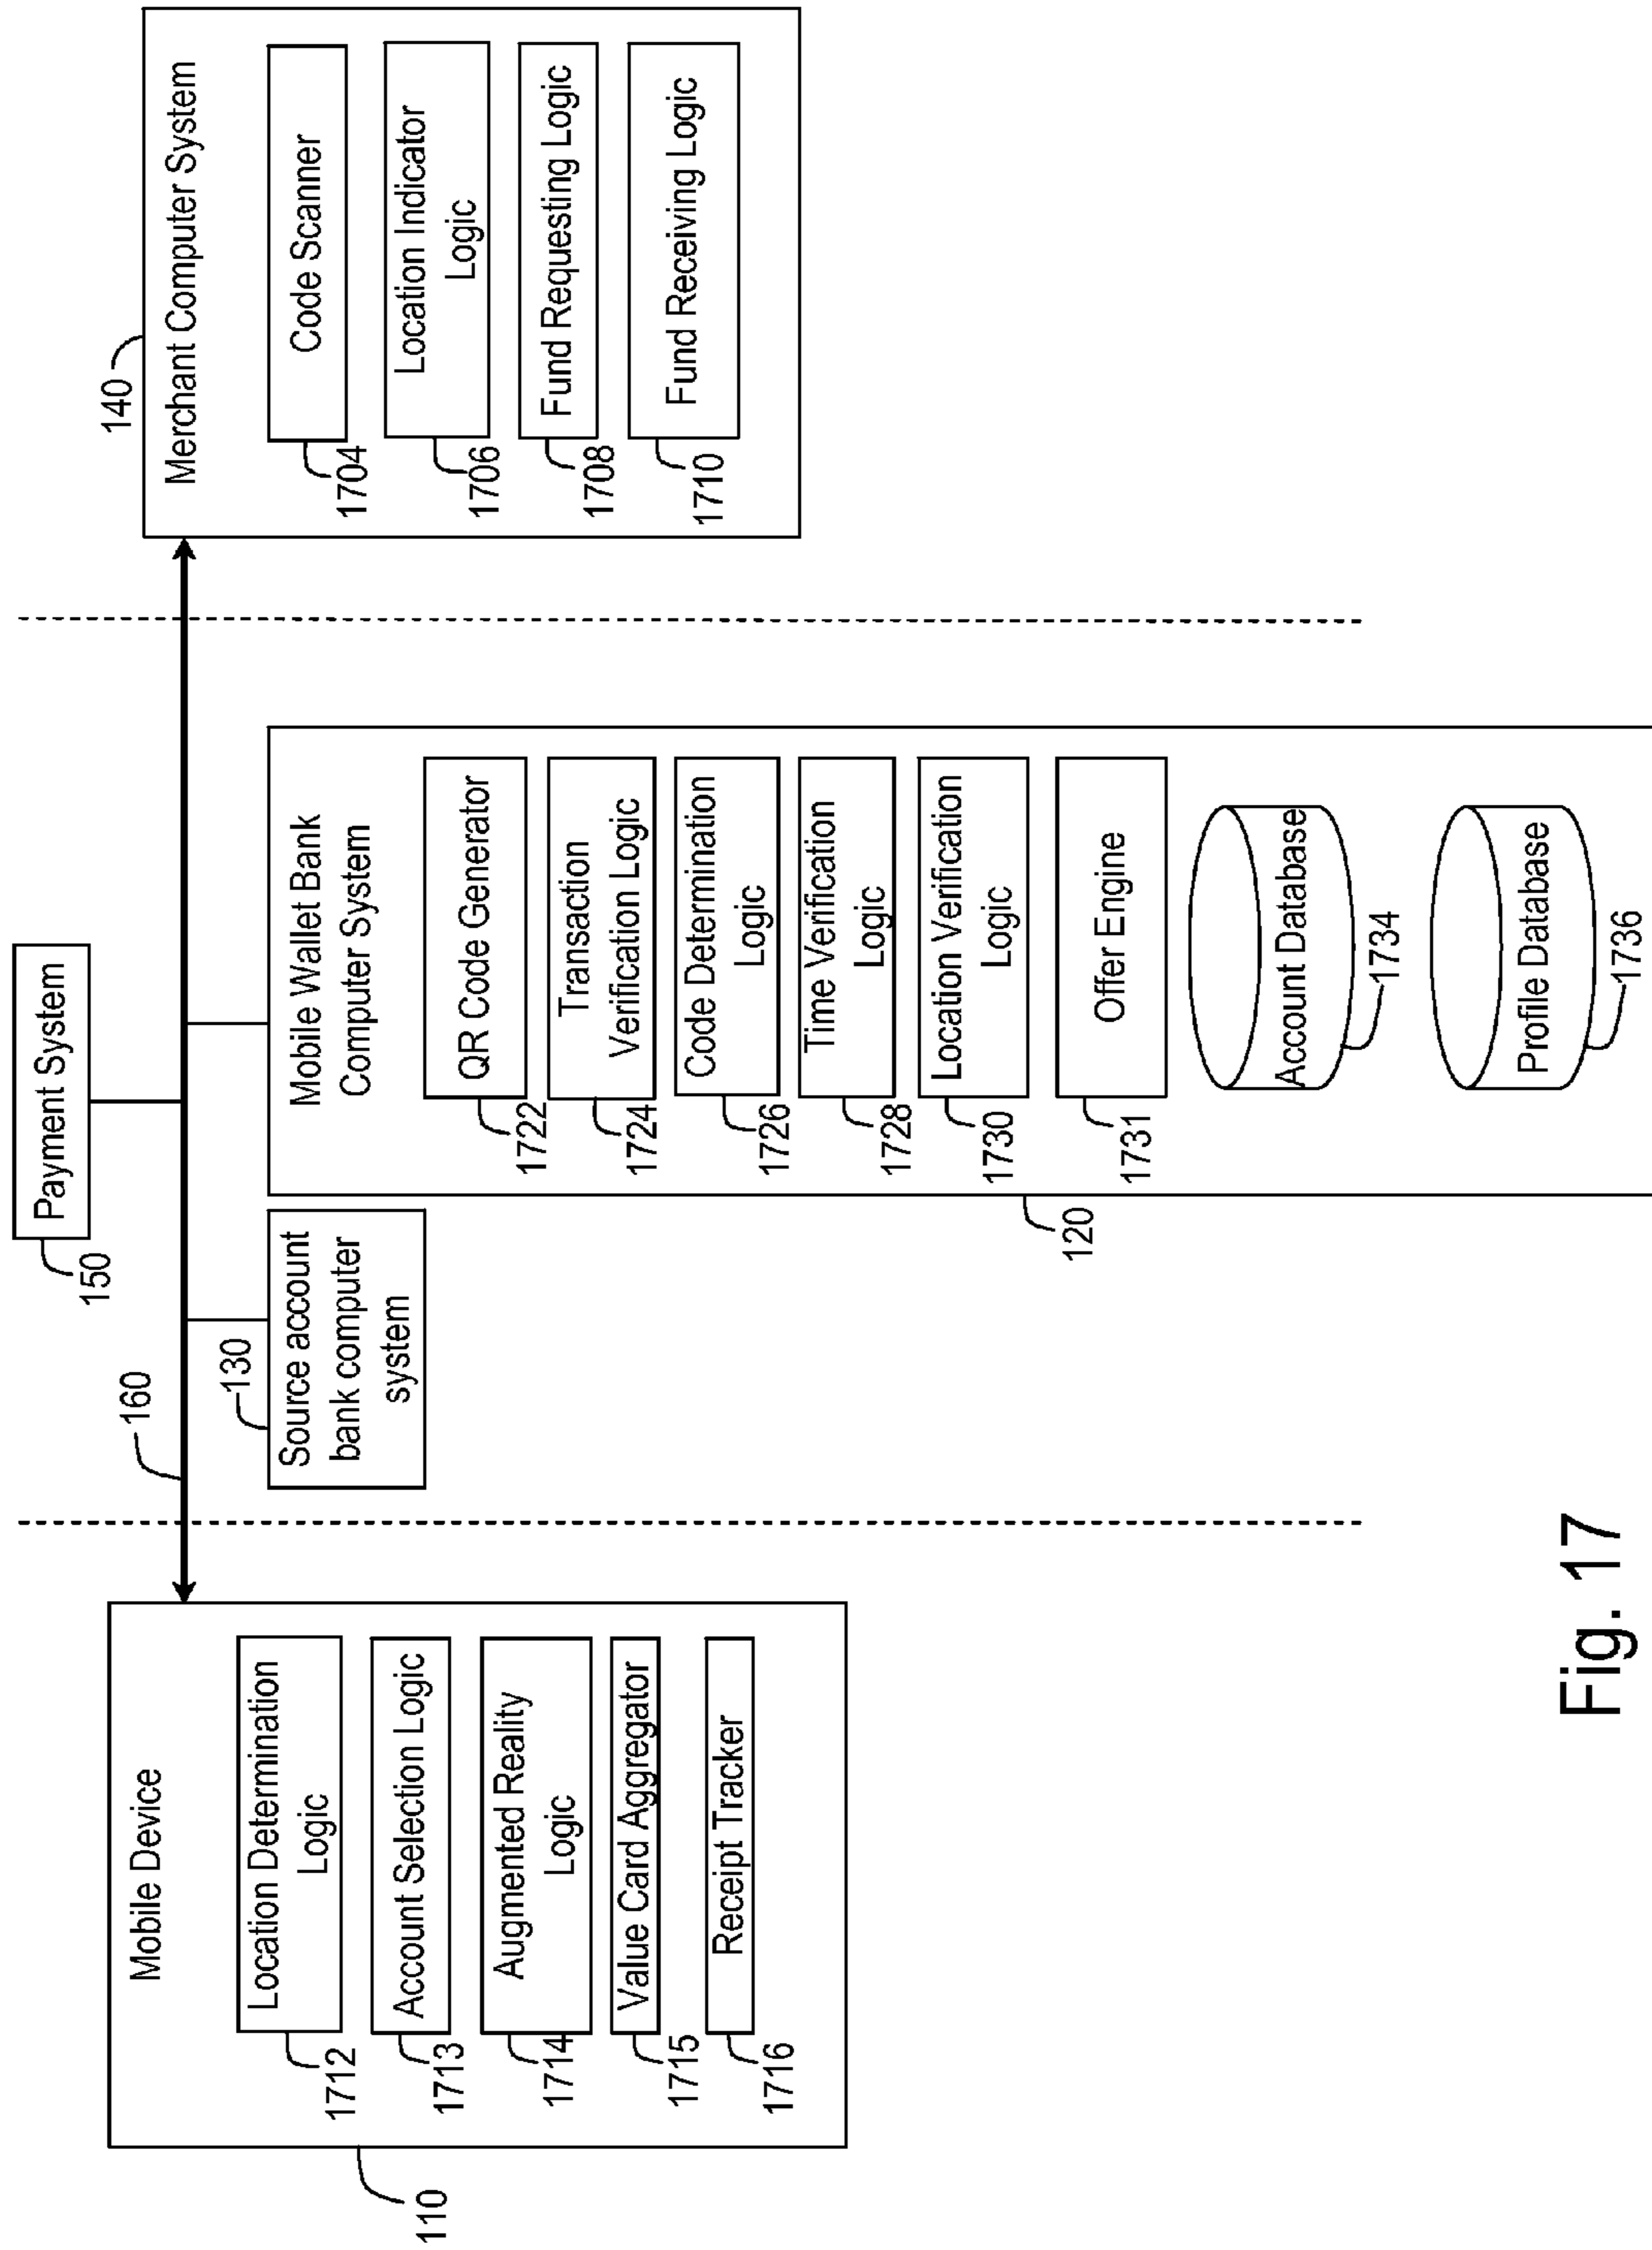 Payment System
150
160
Mobile Device
Location Determination
Logic
1712
Account Selection Logic
1713
Augmented Reality
Logic
1714
Value Card Aggregator
1715
Receipt Tracker
1716
110
130
Source account
bank computer
system
Mobile Wallet Bank
Computer System
QR Code Generator
1722
Transaction
Verification Logic
1724
Code Determination
Logic
1726
Time Verification
Logic
1728
Location Verification
Logic
1730
Offer Engine
1731
120
Account Database
1734
Profile Database
1736
140
Merchant Computer System
Code Scanner
1704
Location Indicator
Logic
1706
Fund Requesting Logic
1708
Fund Receiving Logic
1710
Fig. 17